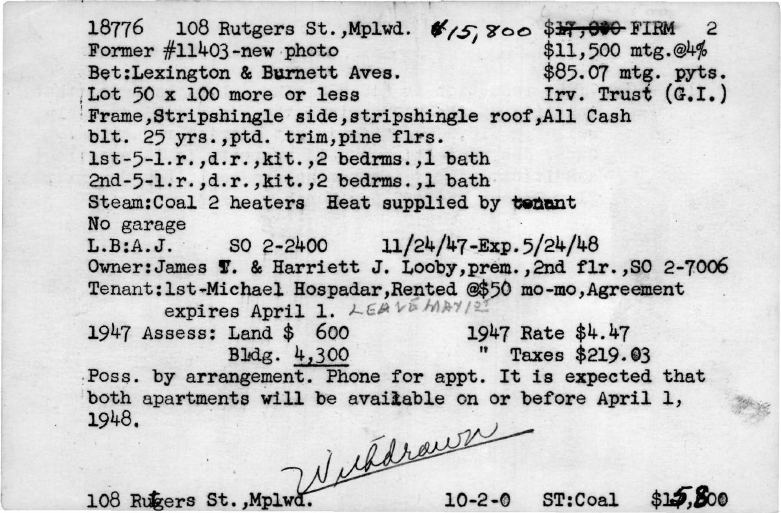 18776 108 Rutgers St.,Mplwd. $15,800 $17,000 FIRM 2
Former #11403-new photo $11,500 mtg.@4%
Bet:Lexington & Burnett Aves. $85.07 mtg. pyts.
Lot 50 x 100 more or less Irv. Trust (G.I.)
Frame,Stripshingle side,stripshingle roof,All Cash
blt. 25 yrs.,ptd. trim,pine flrs.
1st-5-l.r.,d.r.,kit.,2 bedrms.,1 bath
2nd-5-l.r.,d.r.,kit.,2 bedrms.,1 bath
Steam:Coal 2 heaters Heat supplied by tenant
No garage
L.B:A.J. SO 2-2400 11/24/47-Exp.5/24/48
Owner:James T. & Harriett J. Looby,prem.,2nd flr.,SO 2-7006
Tenant:1st-Michael Hospadar,Rented @$50 mo-mo,Agreement
expires April 1. LEAVE MAY 1ST
1947 Assess: Land $ 600 1947 Rate $4.47
Bldg. 4,300 " Taxes $219.03
Poss. by arrangement. Phone for appt. It is expected that
both apartments will be available on or before April 1,
1948.
Withdrawn
108 Rutgers St.,Mplwd. 10-2-0 ST:Coal $15,800